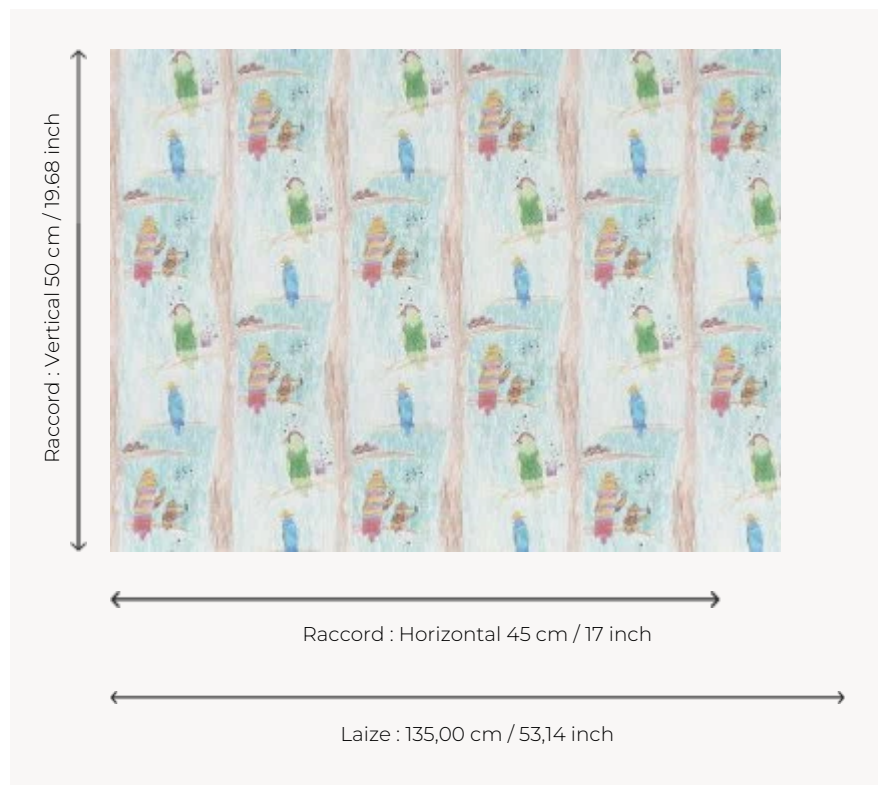 Raccord : Vertical 50 cm / 19.68 inch
Raccord : Horizontal 45 cm / 17 inch
Laize : 135,00 cm / 53,14 inch